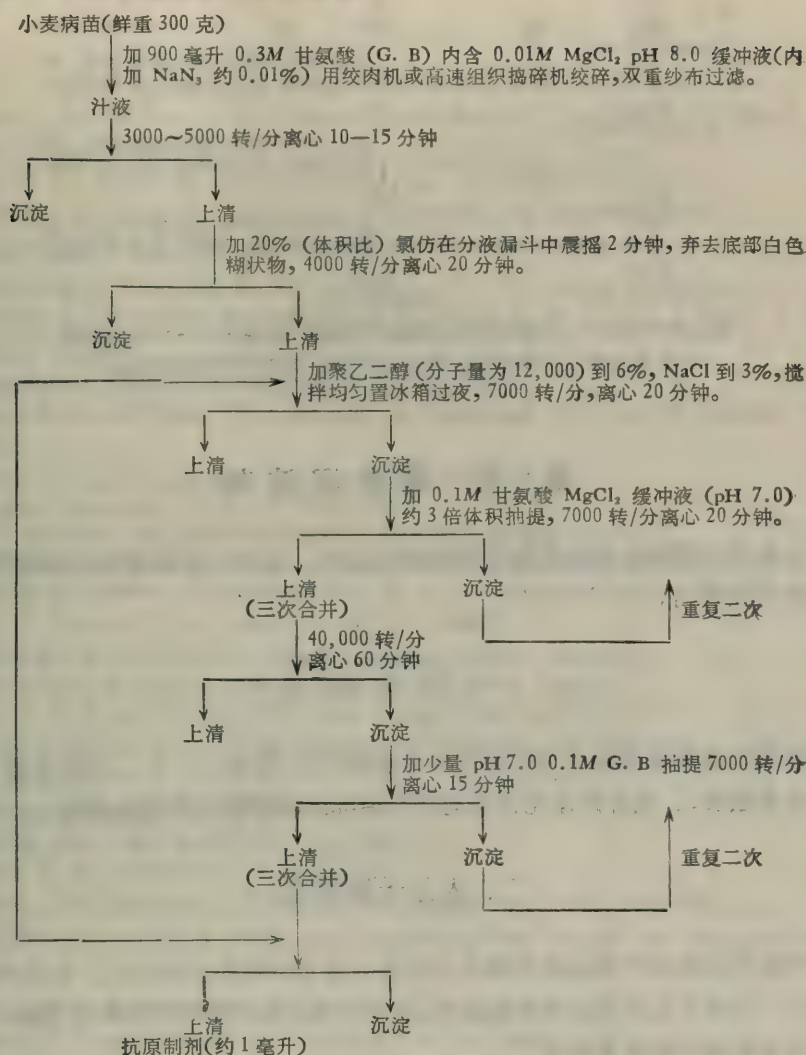 小麦病苗(鲜重 300 克)
加 900 毫升 0.3M 甘氨酸 (G. B) 内含 0.01M MgCl₂ pH 8.0 缓冲液(内
加 NaN₃ 约 0.01%) 用绞肉机或高速组织捣碎机绞碎,双重纱布过滤。
汁液
3000~5000 转/分离心 10—15 分钟
沉淀 上清
加 20% (体积比) 氯仿在分液漏斗中震摇 2 分钟, 弃去底部白色
糊状物, 4000 转/分离心 20 分钟。
沉淀 上清
加聚乙二醇 (分子量为 12,000) 到 6%, NaCl 到 3%, 搅
拌均匀置冰箱过夜, 7000 转/分,离心 20 分钟。
上清 沉淀
加 0.1M 甘氨酸 MgCl₂ 缓冲液 (pH 7.0)
约 3 倍体积抽提, 7000 转/分离心 20 分钟。
上清 沉淀
(三次合并) 重复二次
40,000 转/分
离心 60 分钟
上清 沉淀
加少量 pH 7.0 0.1M G. B 抽提 7000 转/分
离心 15 分钟
上清 沉淀 重复二次
(三次合并)
上清 沉淀
抗原制剂(约 1 毫升)